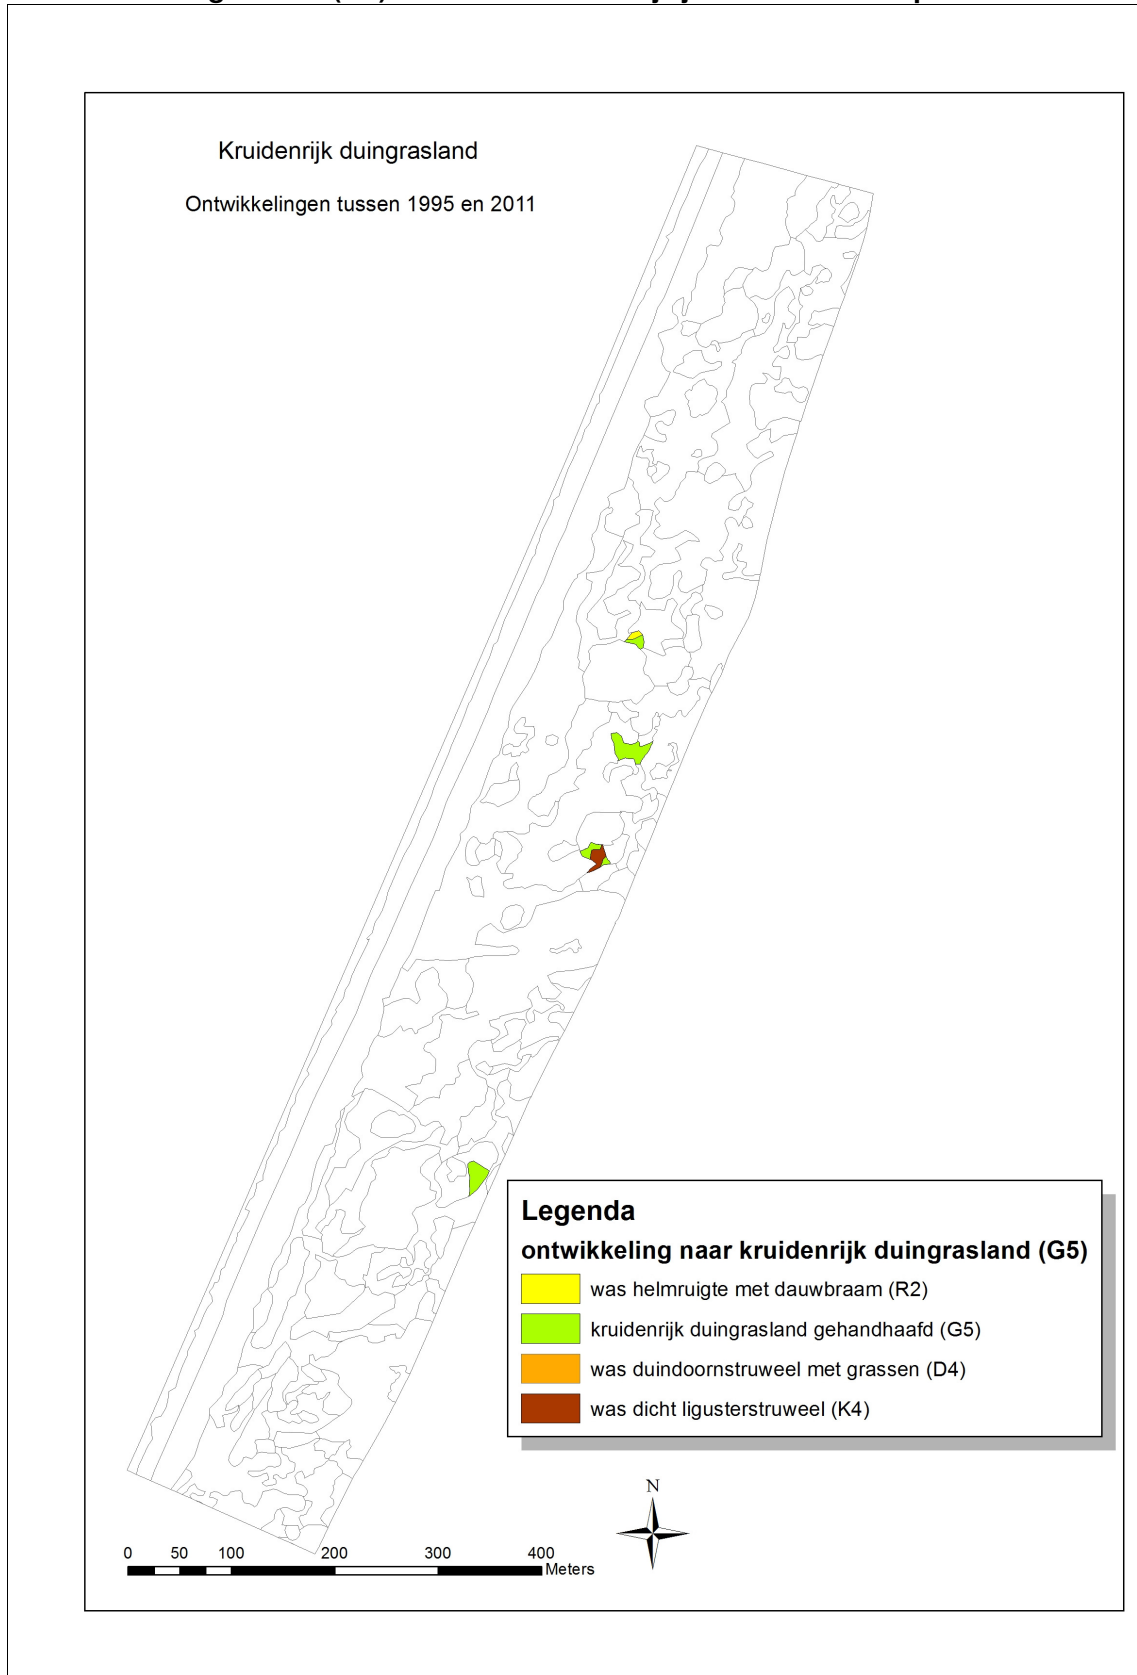 Kruidenrijk duingrasland
Ontwikkelingen tussen 1995 en 2011
Legenda
ontwikkeling naar kruidenrijk duingrasland (G5)
was helmruigte met dauwbraam (R2)
kruidenrijk duingrasland gehandhaafd (G5)
was duindoornstruweel met grassen (D4)
was dicht ligusterstruweel (K4)
N
0 50 100 200 300 400
Meters